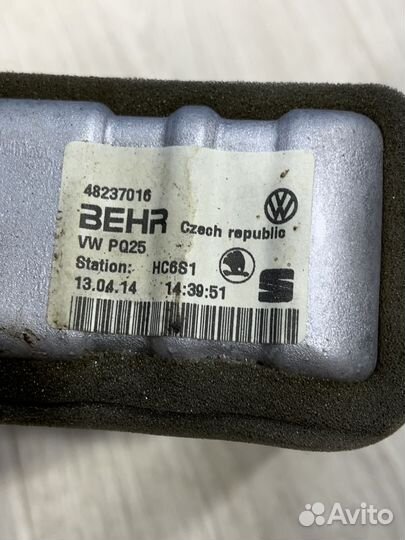 48237016
BEHR Czech republic
VW PQ25
Station: HC6S1
13.04.14 14:39:51
Avito